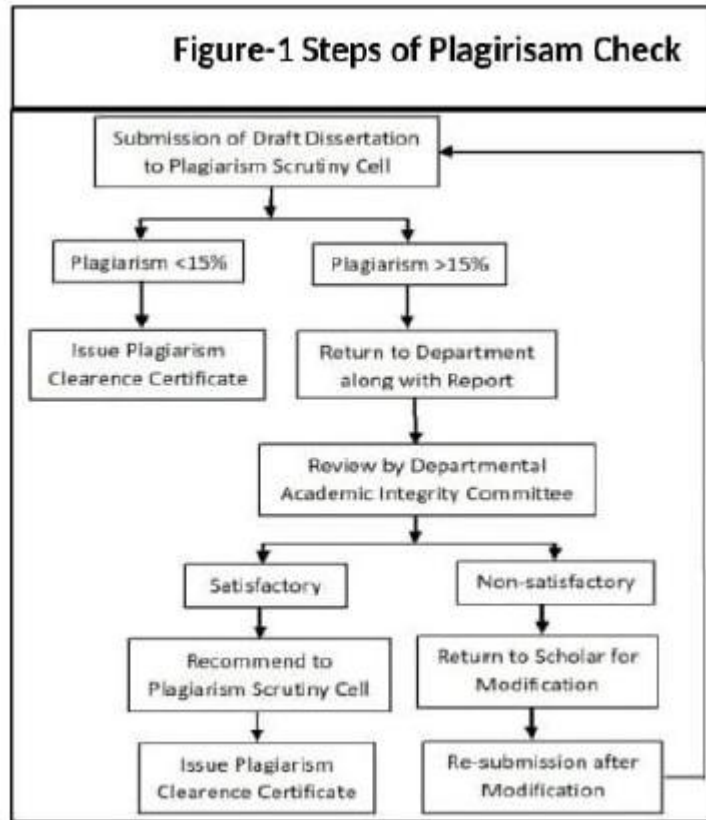 Figure-1 Steps of Plagirisam Check
Submission of Draft Dissertation
to Plagiarism Scrutiny Cell
Plagiarism <15%
Plagiarism >15%
Issue Plagiarism
Clearence Certificate
Return to Department
along with Report
Review by Departmental
Academic Integrity Committee
Satisfactory
Non-satisfactory
Recommend to
Plagiarism Scrutiny Cell
Return to Scholar for
Modification
Issue Plagiarism
Clearence Certificate
Re-submission after
Modification